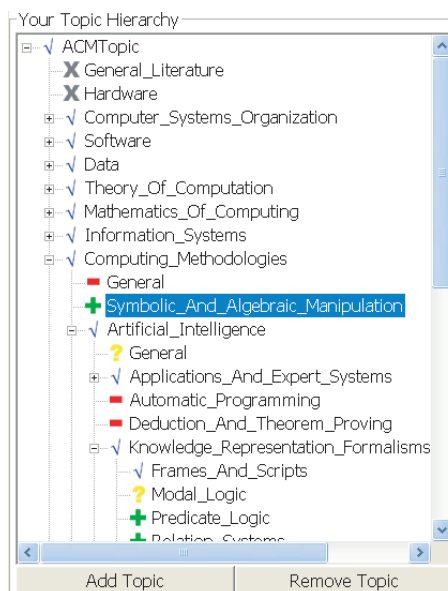 Your Topic Hierarchy
ACMTopic
General_Literature
Hardware
Computer_Systems_Organization
Software
Data
Theory_Of_Computation
Mathematics_Of_Computing
Information_Systems
Computing_Methodologies
General
Symbolic_And_Algebraic_Manipulation
Artificial_Intelligence
General
Applications_And_Expert_Systems
Automatic_Programming
Deduction_And_Theorem_Proving
Knowledge_Representation_Formalisms
Frames_And_Scripts
Modal_Logic
Predicate_Logic
Relation_Systems
Add Topic
Remove Topic